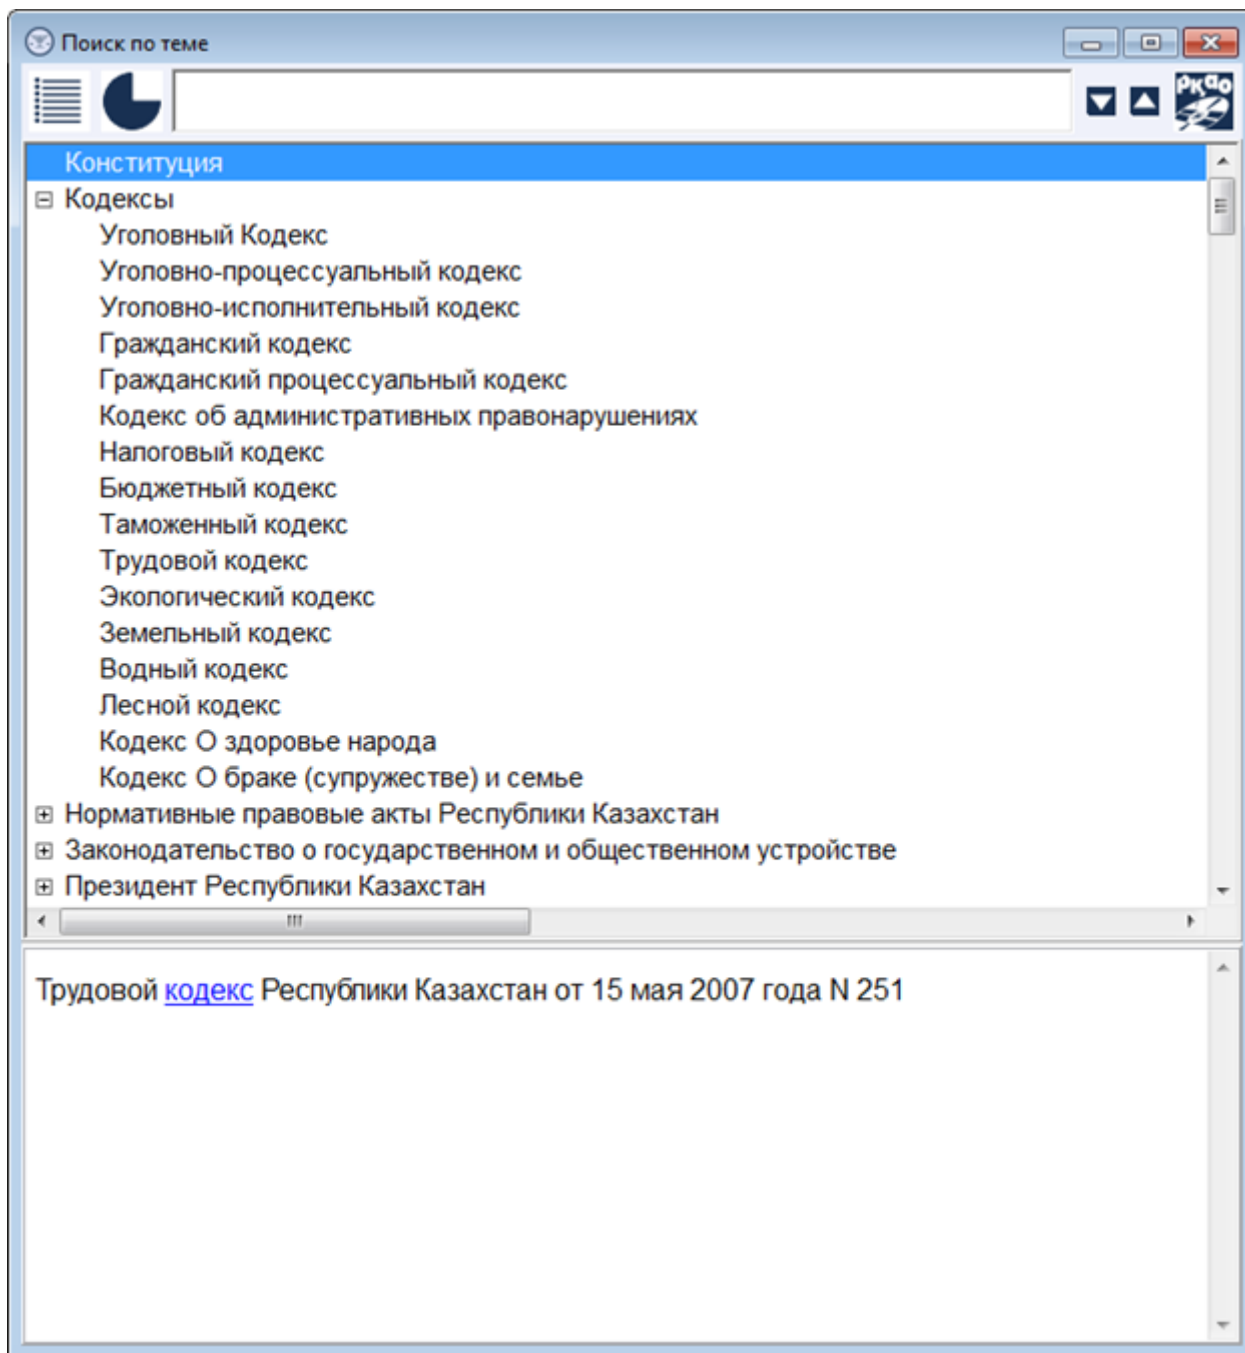 Поиск по теме
РКАО
Конституция
Кодексы
Уголовный Кодекс
Уголовно-процессуальный кодекс
Уголовно-исполнительный кодекс
Гражданский кодекс
Гражданский процессуальный кодекс
Кодекс об административных правонарушениях
Налоговый кодекс
Бюджетный кодекс
Таможенный кодекс
Трудовой кодекс
Экологический кодекс
Земельный кодекс
Водный кодекс
Лесной кодекс
Кодекс О здоровье народа
Кодекс О браке (супружестве) и семье
Нормативные правовые акты Республики Казахстан
Законодательство о государственном и общественном устройстве
Президент Республики Казахстан
Трудовой кодекс Республики Казахстан от 15 мая 2007 года N 251